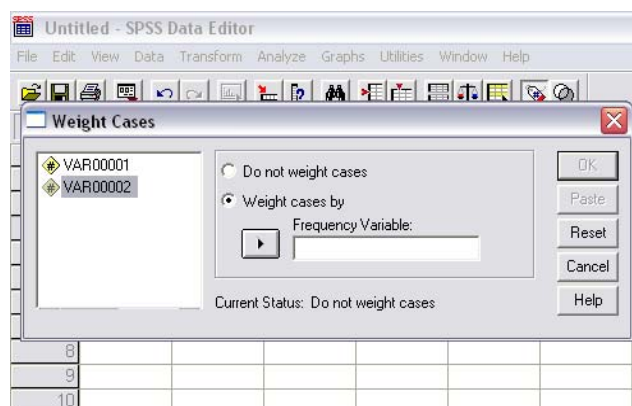 Untitled - SPSS Data Editor
File Edit View Data Transform Analyze Graphs Utilities Window Help
Weight Cases
VAR00001
VAR00002
Do not weight cases
Weight cases by
Frequency Variable:
Current Status: Do not weight cases
OK
Paste
Reset
Cancel
Help
8
9
10